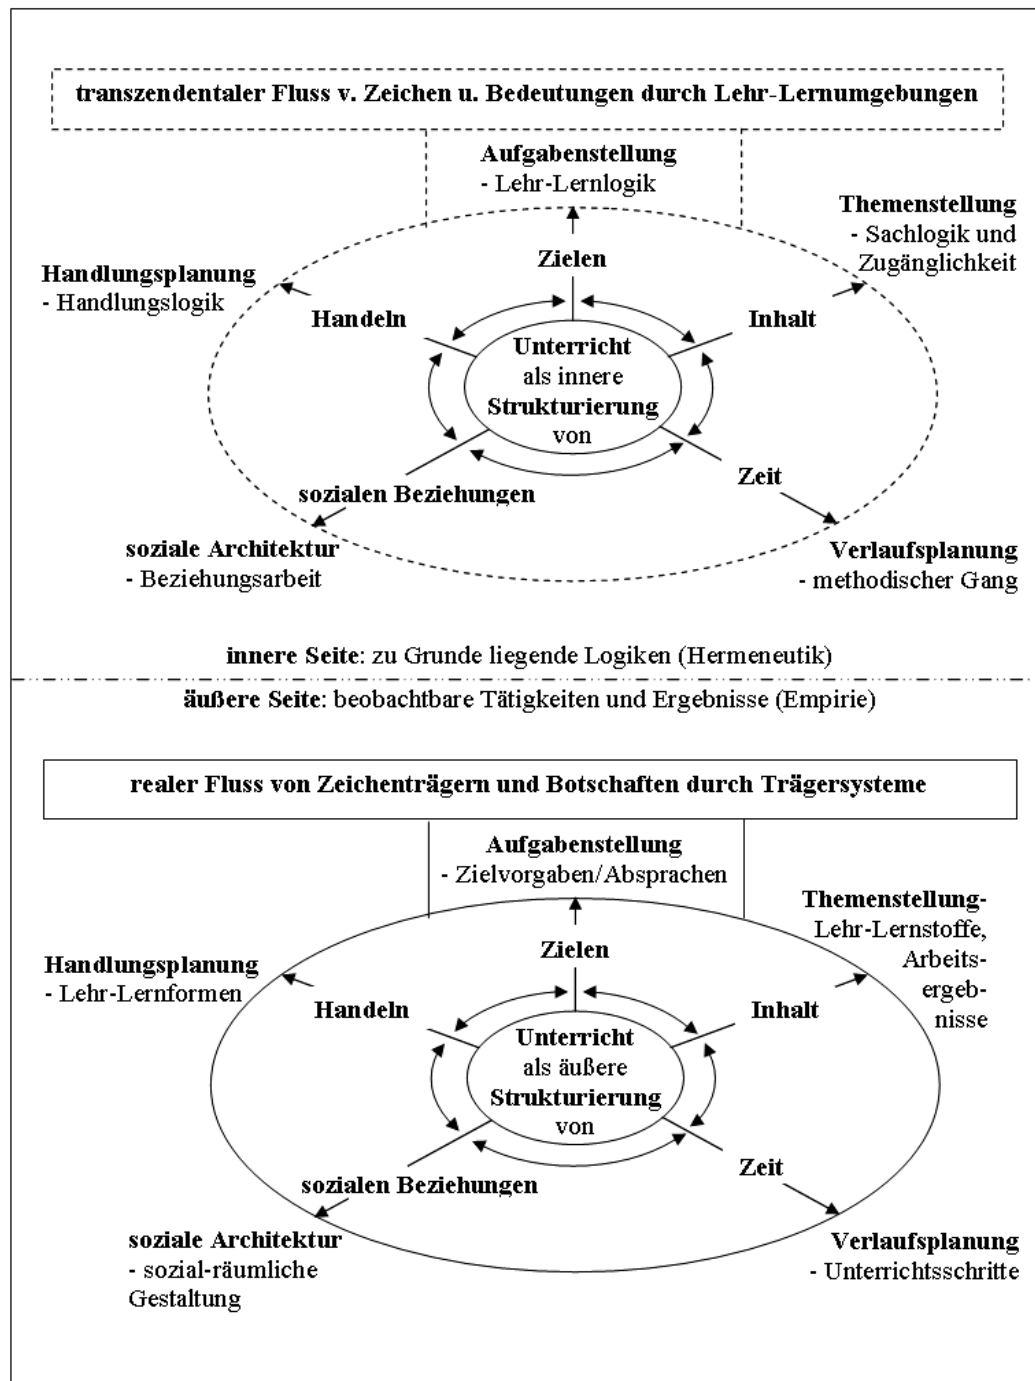 transzendentaler Fluss v. Zeichen u. Bedeutungen durch Lehr-Lernumgebungen
Aufgabenstellung
- Lehr-Lernlogik
Themenstellung
- Sachlogik und
Zugänglichkeit
Handlungsplanung
- Handlungslogik
Zielen
Handeln
Inhalt
Unterricht
als innere
Strukturierung
von
Zeit
sozialen Beziehungen
soziale Architektur
- Beziehungsarbeit
Verlaufsplanung
- methodischer Gang
innere Seite: zu Grunde liegende Logiken (Hermeneutik)
äußere Seite: beobachtbare Tätigkeiten und Ergebnisse (Empirie)
realer Fluss von Zeichenträgern und Botschaften durch Trägersysteme
Aufgabenstellung
- Zielvorgaben/Absprachen
Themenstellung-
Lehr-Lernstoffe,
Arbeits-
ergeb-
nisse
Handlungsplanung
- Lehr-Lernformen
Zielen
Handeln
Inhalt
Unterricht
als äußere
Strukturierung
von
Zeit
sozialen Beziehungen
soziale Architektur
- sozial-räumliche
Gestaltung
Verlaufsplanung
- Unterrichtsschritte